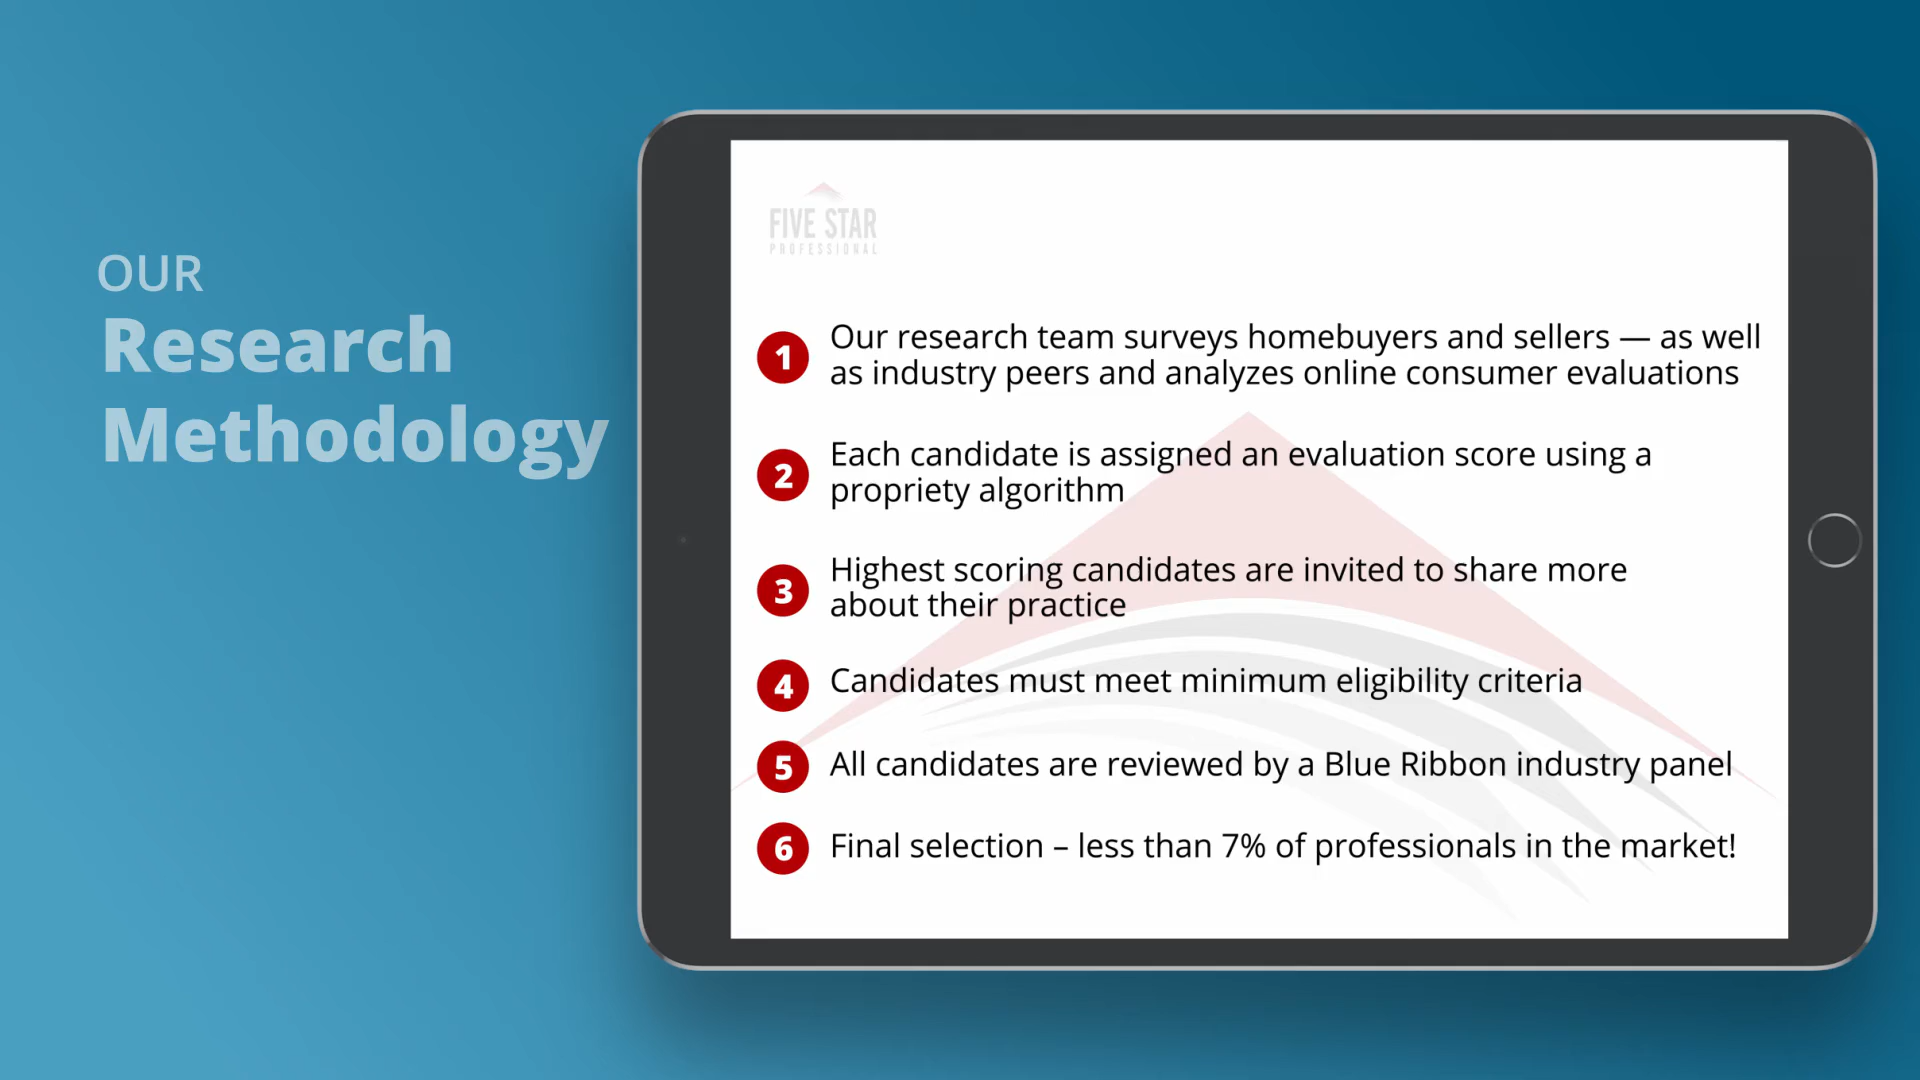 OUR
Research
Methodology
FIVE STAR
PROFESSIONAL
1 Our research team surveys homebuyers and sellers — as well
as industry peers and analyzes online consumer evaluations
2 Each candidate is assigned an evaluation score using a
propriety algorithm
3 Highest scoring candidates are invited to share more
about their practice
4 Candidates must meet minimum eligibility criteria
5 All candidates are reviewed by a Blue Ribbon industry panel
6 Final selection – less than 7% of professionals in the market!